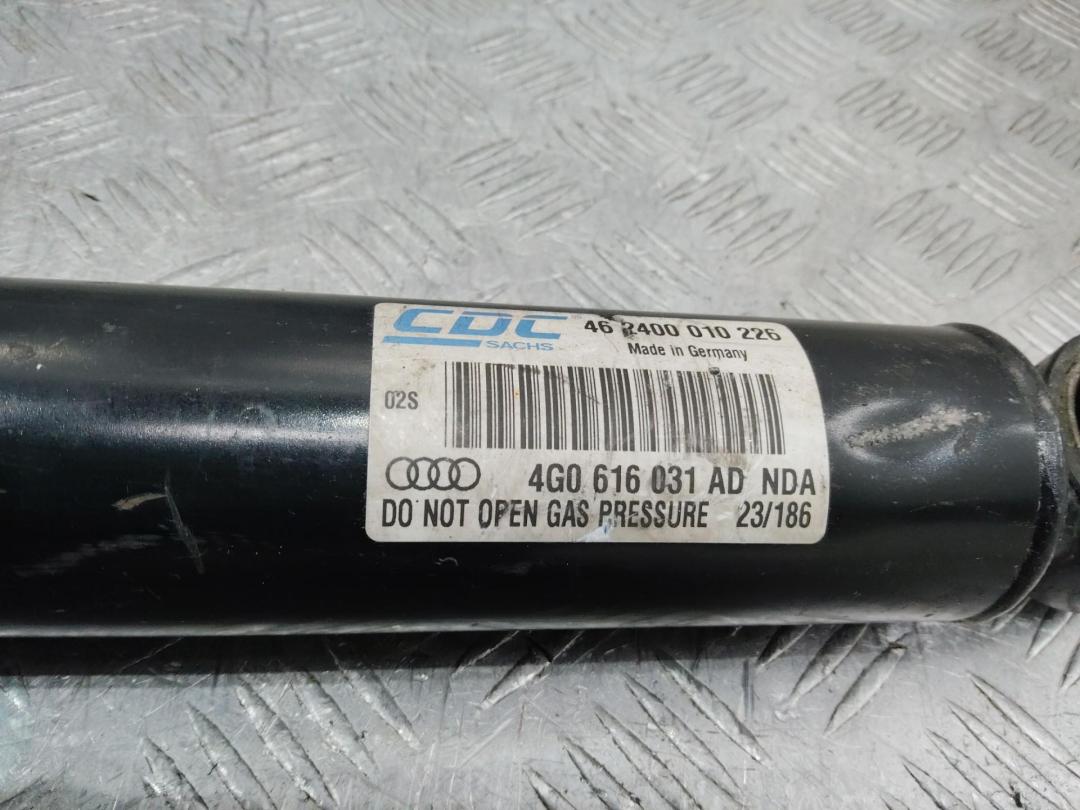 CDC 46 2400 010 226
SACHS Made in Germany
02S
4G0 616 031 AD NDA
DO NOT OPEN GAS PRESSURE 23/186